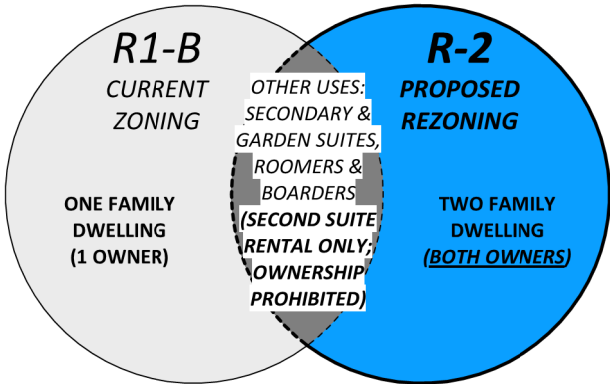 R1-B
CURRENT
ZONING
ONE FAMILY
DWELLING
(1 OWNER)
OTHER USES:
SECONDARY &
GARDEN SUITES,
ROOMERS &
BOARDERS
(SECOND SUITE
RENTAL ONLY;
OWNERSHIP
PROHIBITED)
R-2
PROPOSED
REZONING
TWO FAMILY
DWELLING
(BOTH OWNERS)